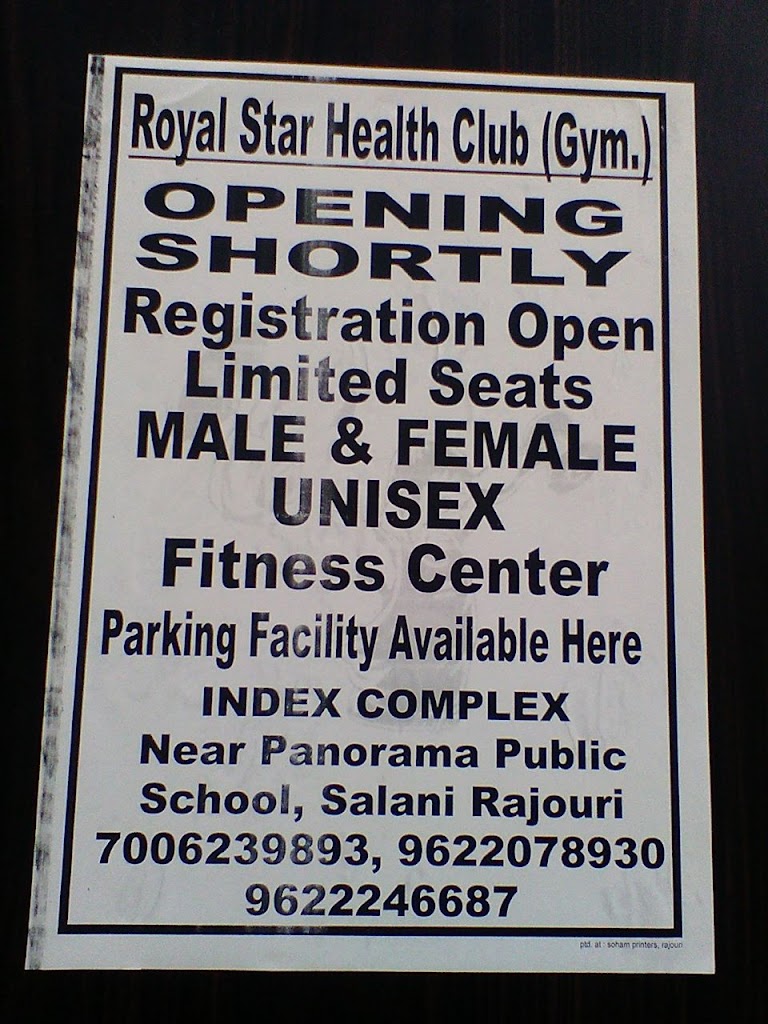 Royal Star Health Club (Gym.)
OPENING
SHORTLY
Registration Open
Limited Seats
MALE & FEMALE
UNISEX
Fitness Center
Parking Facility Available Here
INDEX COMPLEX
Near Panorama Public
School, Salani Rajouri
7006239893, 9622078930
9622246687
ptd. at : soham printers, rajouri